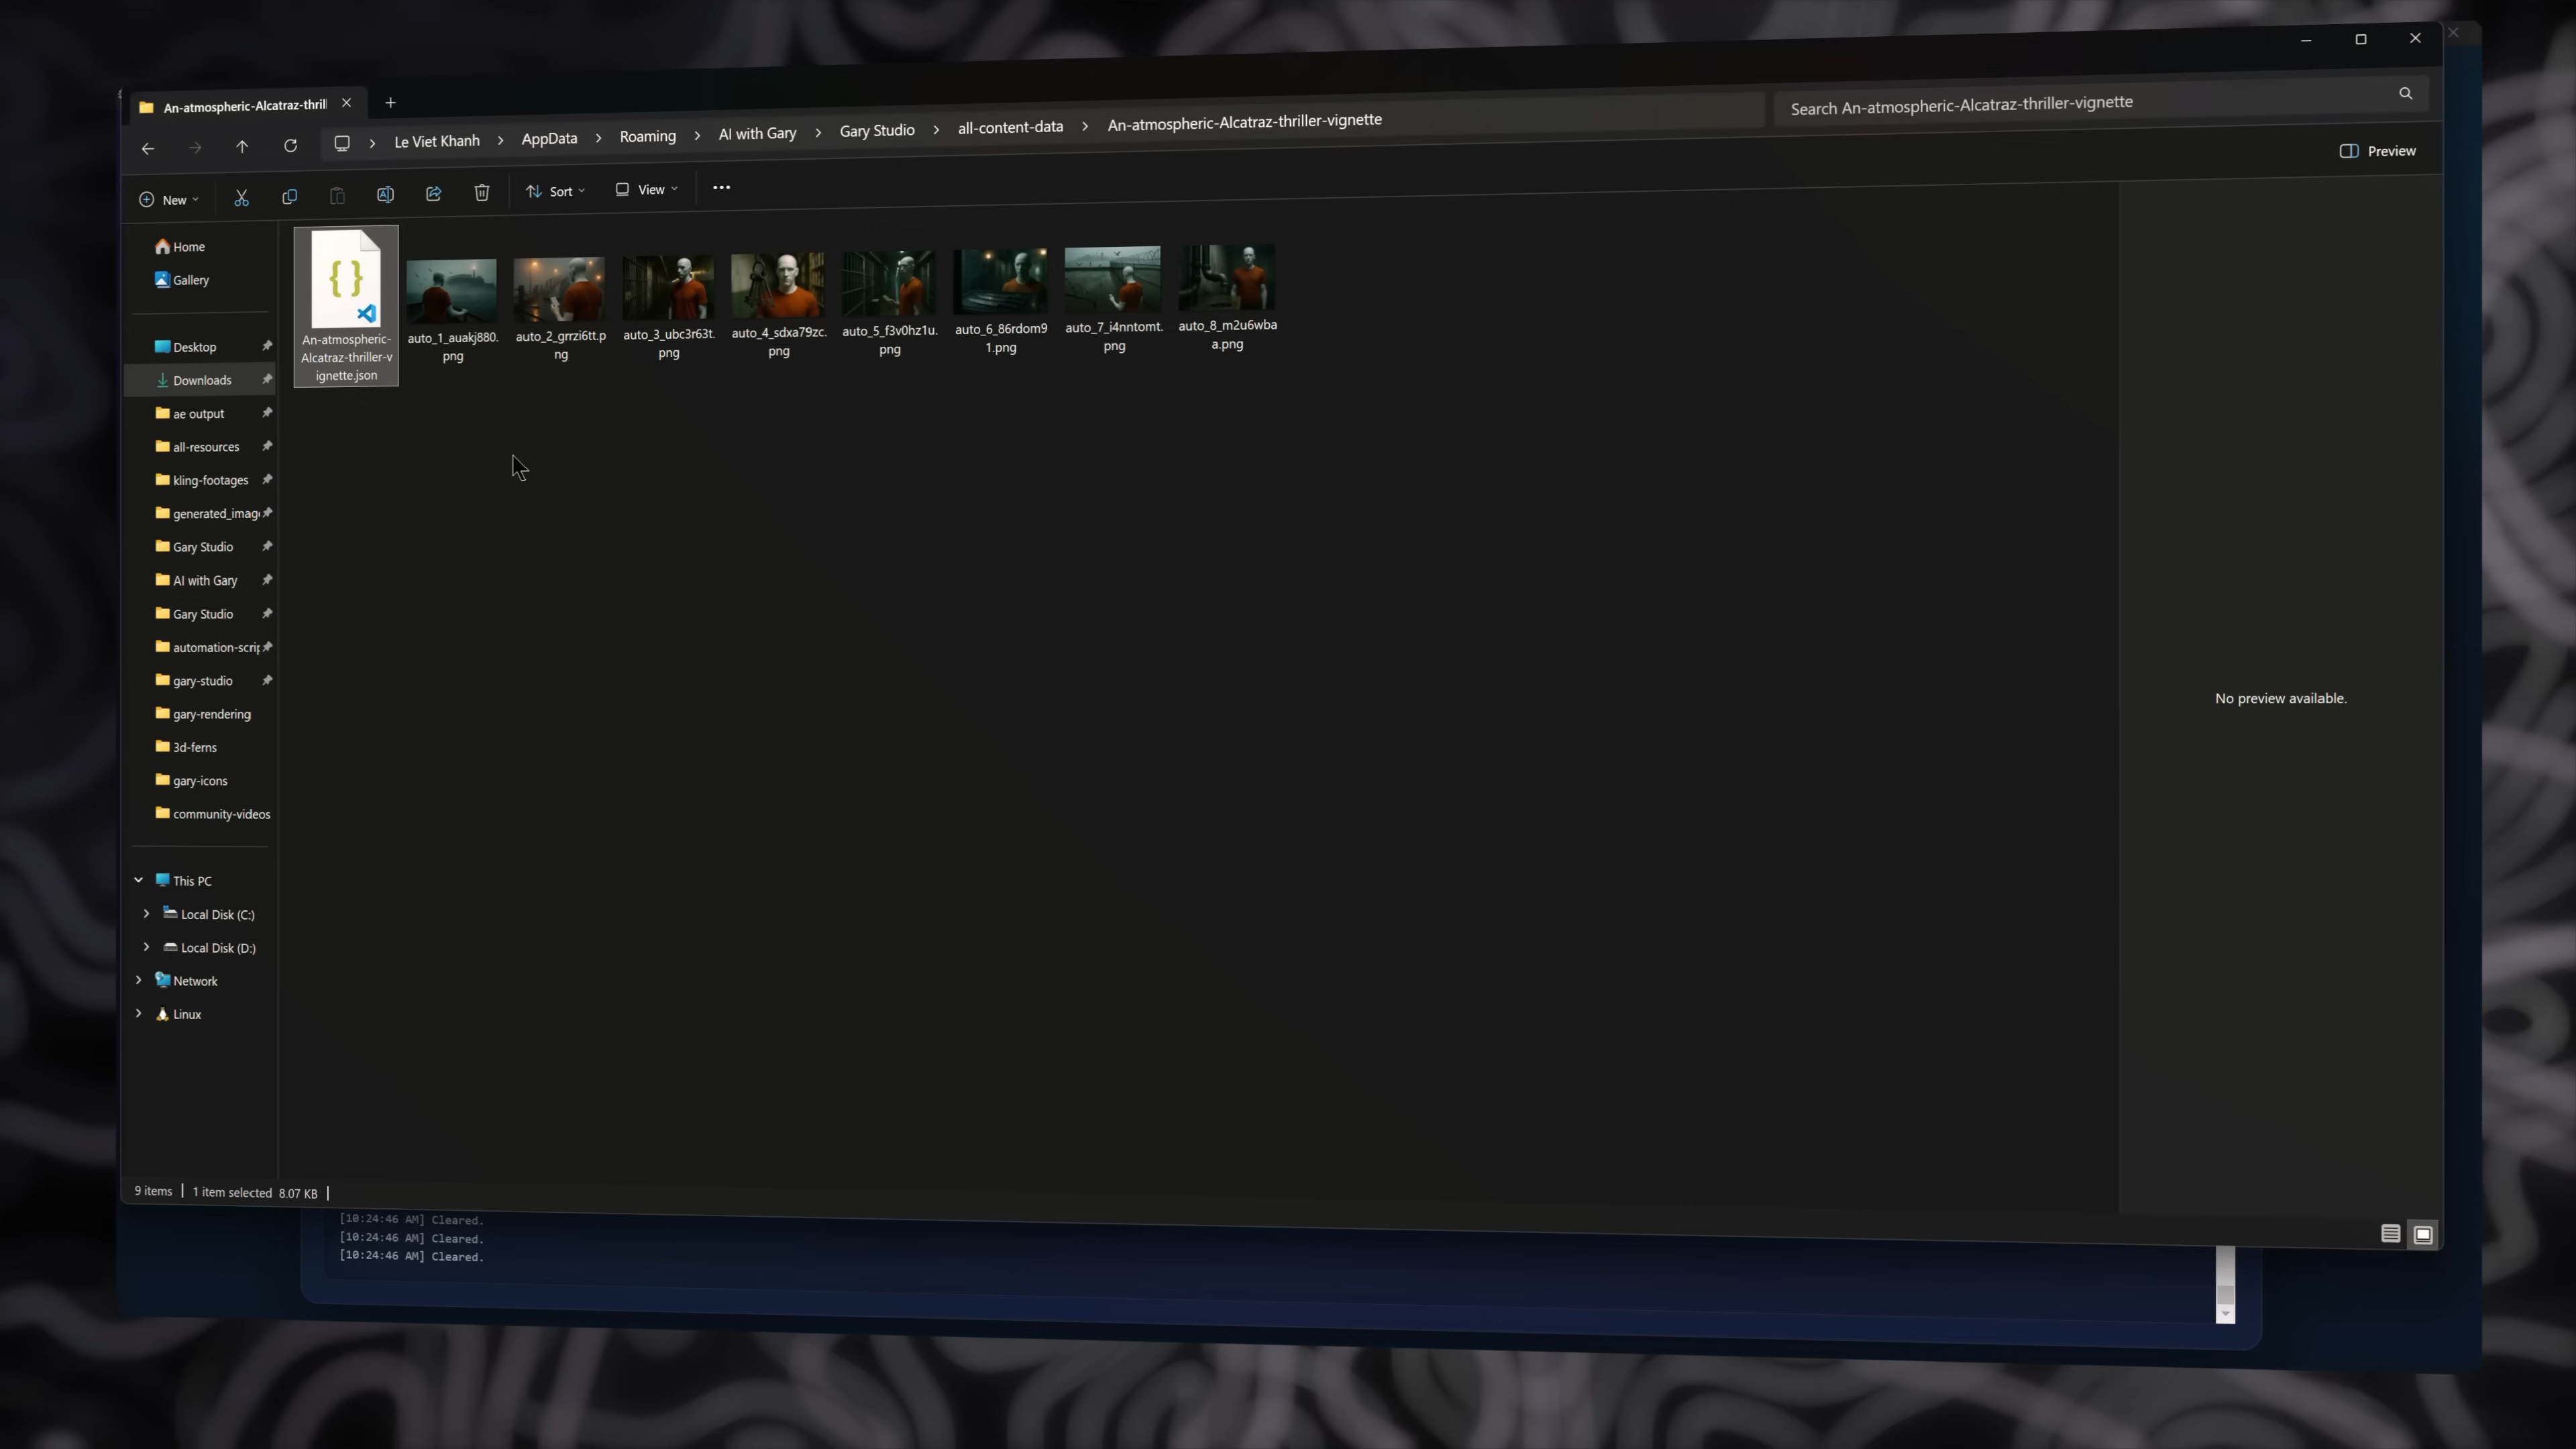 An-atmospheric-Alcatraz-thril
Le Viet Khanh > AppData > Roaming > AI with Gary > Gary Studio > all-content-data > An-atmospheric-Alcatraz-thriller-vignette
Search An-atmospheric-Alcatraz-thriller-vignette
New
Sort
View
Preview
Home
Gallery
Desktop
Downloads
ae output
all-resources
kling-footages
generated_imag
Gary Studio
AI with Gary
Gary Studio
automation-scrip
gary-studio
gary-rendering
3d-ferns
gary-icons
community-videos
This PC
Local Disk (C:)
Local Disk (D:)
Network
Linux
An-atmospheric-
Alcatraz-thriller-v
ignette.json
auto_1_auakj880.
png
auto_2_grrzi6tt.p
ng
auto_3_ubc3r63t.
png
auto_4_sdxa79zc.
png
auto_5_f3v0hz1u.
png
auto_6_86rdom9
1.png
auto_7_i4nntomt.
png
auto_8_m2u6wba
a.png
No preview available.
9 items
1 item selected 8.07 KB
[10:24:46 AM] Cleared.
[10:24:46 AM] Cleared.
[10:24:46 AM] Cleared.